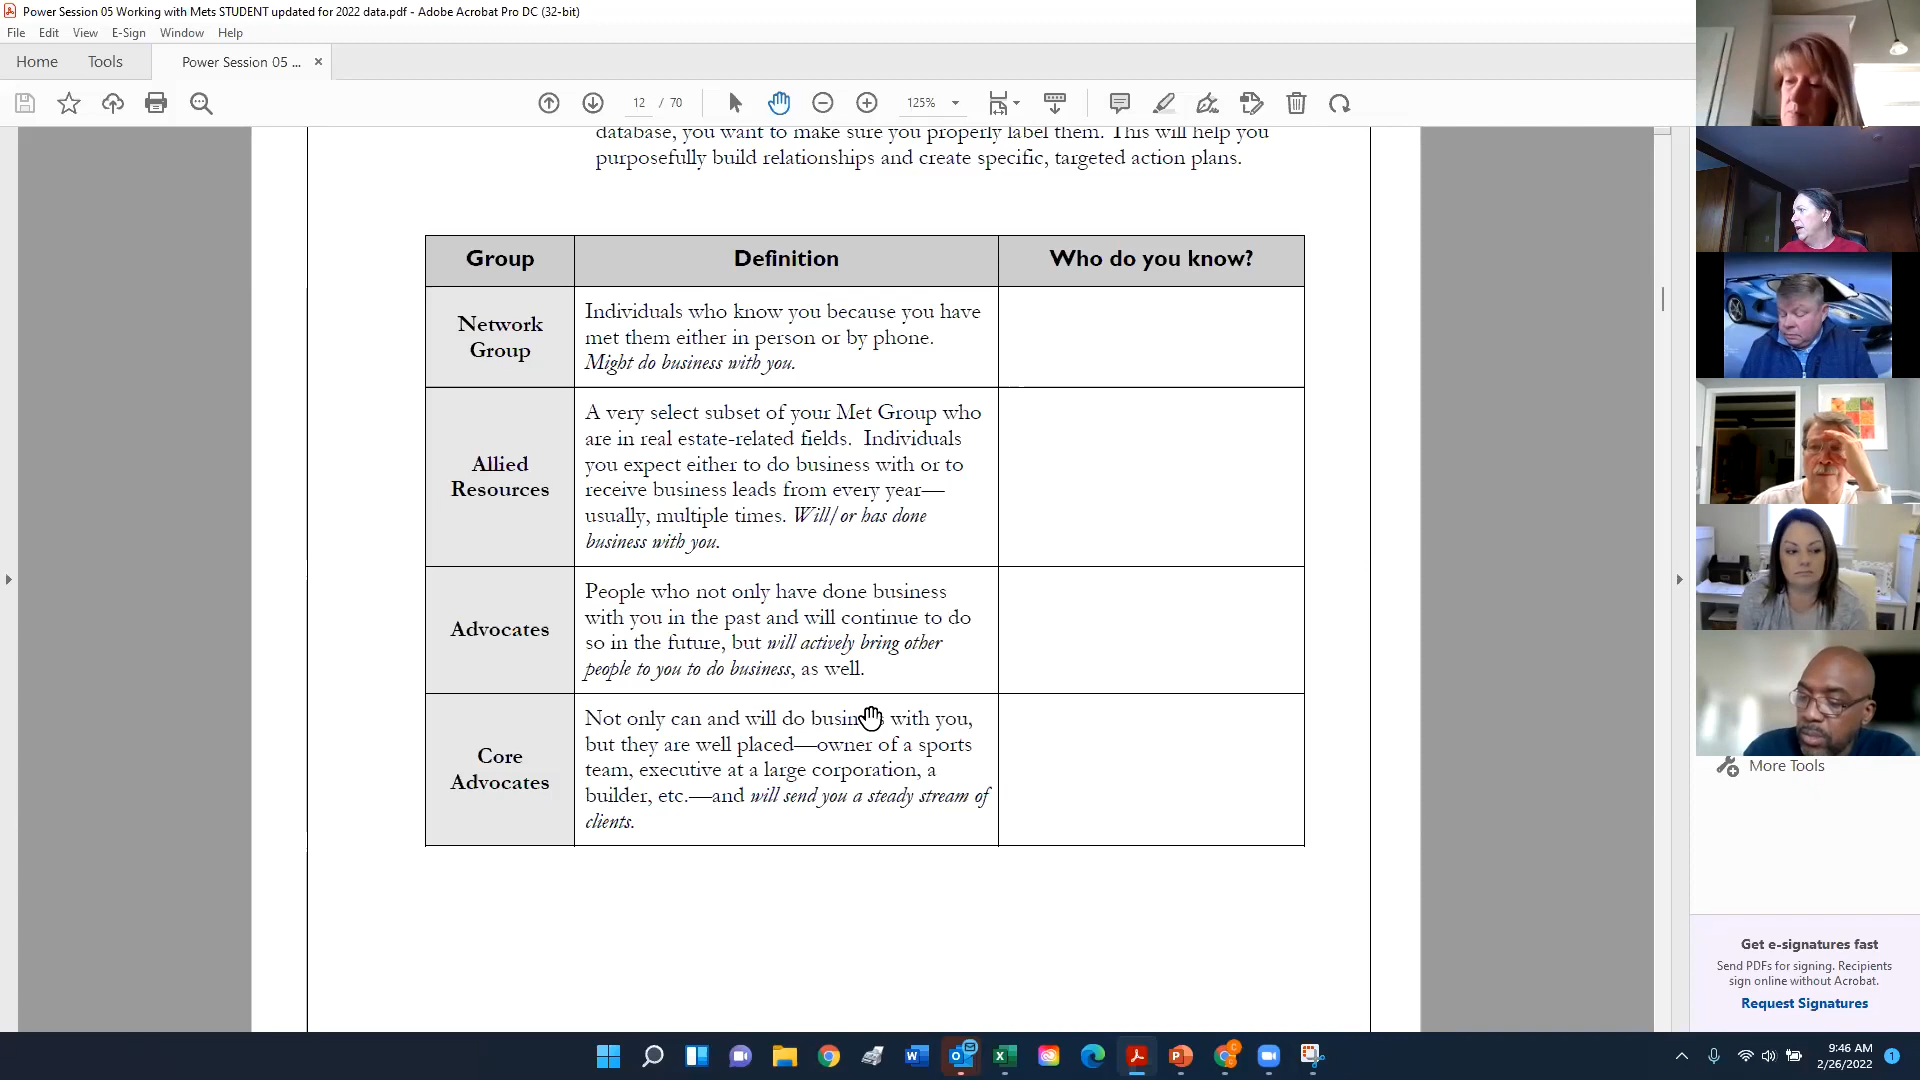 Power Session 05 Working with Mets STUDENT updated for 2022 data.pdf - Adobe Acrobat Pro DC (32-bit)
File Edit View E-Sign Window Help
Home Tools Power Session 05 ... ×
12 / 70 125%
database, you want to make sure you properly label them. This will help you
purposefully build relationships and create specific, targeted action plans.
Group Definition Who do you know?
Network
Group
Individuals who know you because you have
met them either in person or by phone.
Might do business with you.
Allied
Resources
A very select subset of your Met Group who
are in real estate-related fields. Individuals
you expect either to do business with or to
receive business leads from every year—
usually, multiple times. Will/or has done
business with you.
Advocates
People who not only have done business
with you in the past and will continue to do
so in the future, but will actively bring other
people to you to do business, as well.
Core
Advocates
Not only can and will do business with you,
but they are well placed—owner of a sports
team, executive at a large corporation, a
builder, etc.—and will send you a steady stream of
clients.
More Tools
Get e-signatures fast
Send PDFs for signing. Recipients
sign online without Acrobat.
Request Signatures
9:46 AM
2/26/2022
1